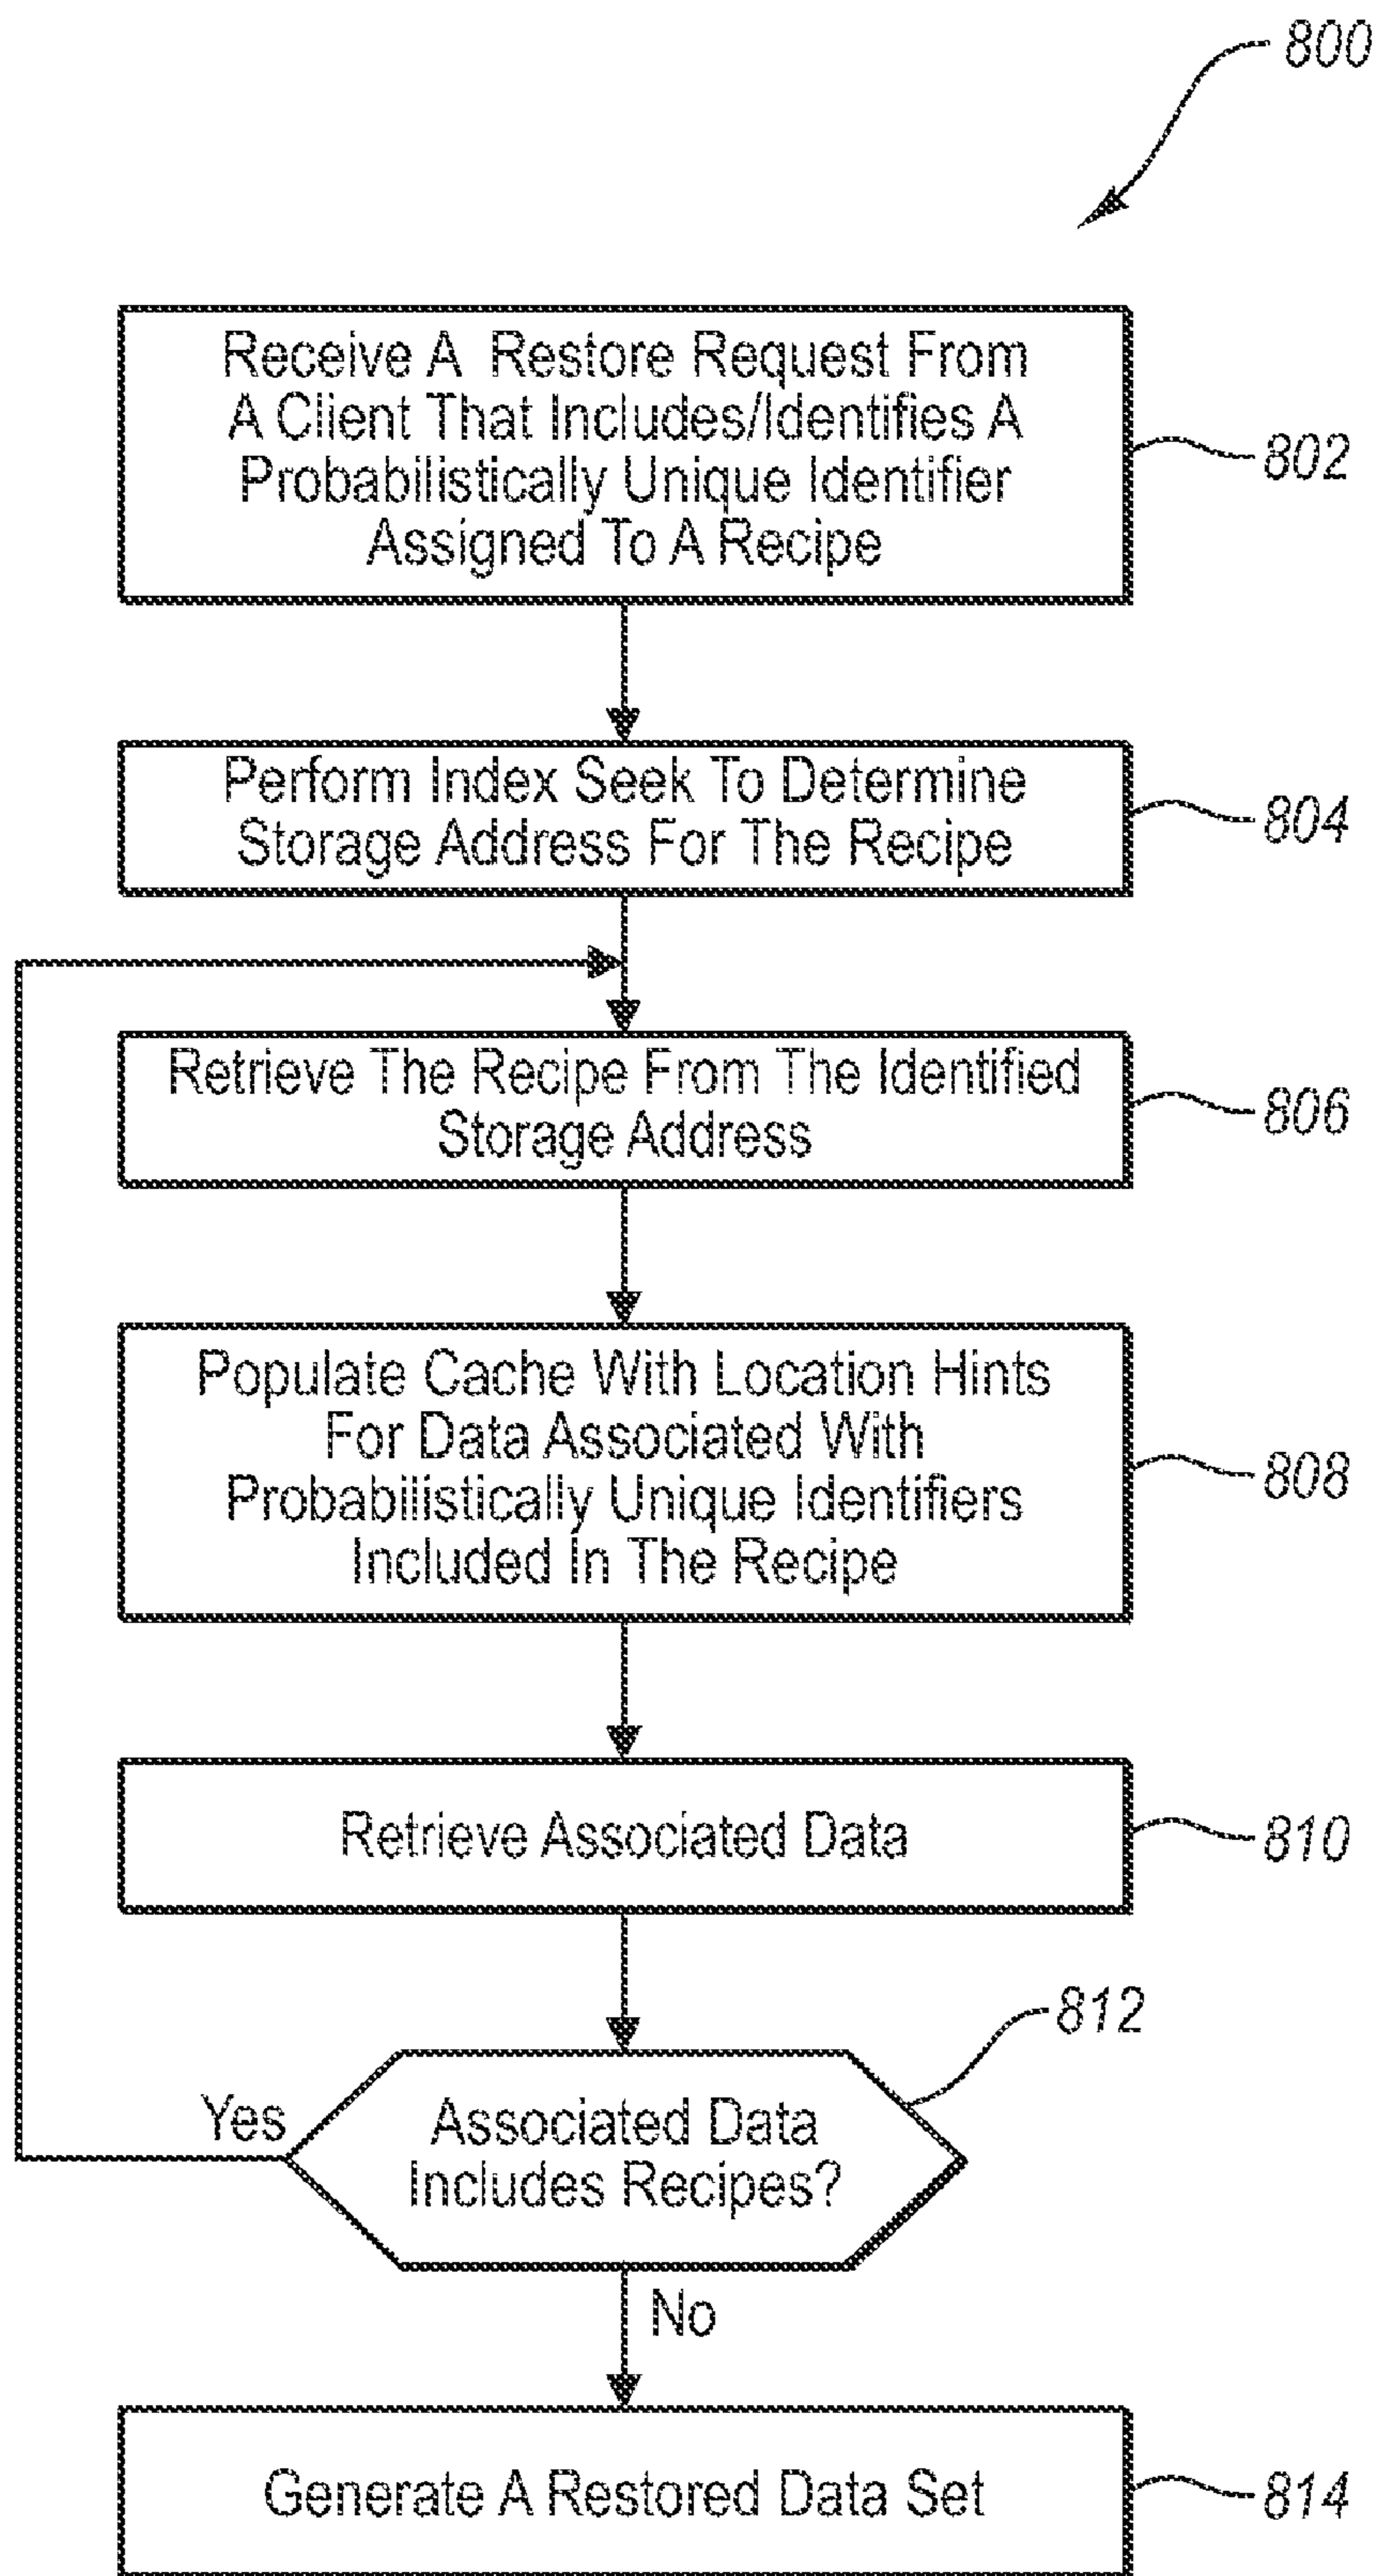 800
Receive A Restore Request From
A Client That Includes/Identifies A
Probabilistically Unique Identifier
Assigned To A Recipe
802
Perform Index Seek To Determine
Storage Address For The Recipe
804
Retrieve The Recipe From The Identified
Storage Address
806
Populate Cache With Location Hints
For Data Associated With
Probabilistically Unique Identifiers
Included In The Recipe
808
Retrieve Associated Data
810
812
Yes
Associated Data
Includes Recipes?
No
Generate A Restored Data Set
814